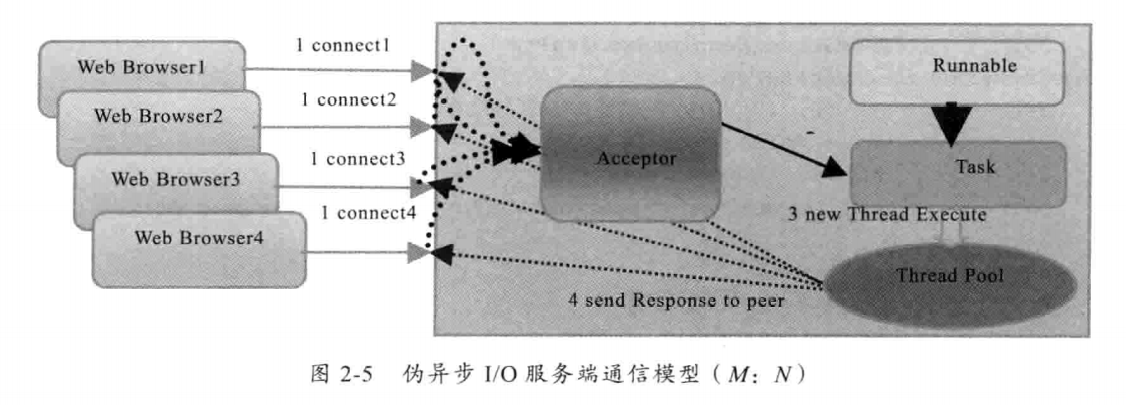 Web Browser1
1 connect1
Web Browser2
1 connect2
Web Browser3
1 connect3
Web Browser4
1 connect4
Acceptor
Runnable
Task
3 new Thread Execute
Thread Pool
4 send Response to peer
图 2-5 伪异步 I/O 服务端通信模型（M：N）